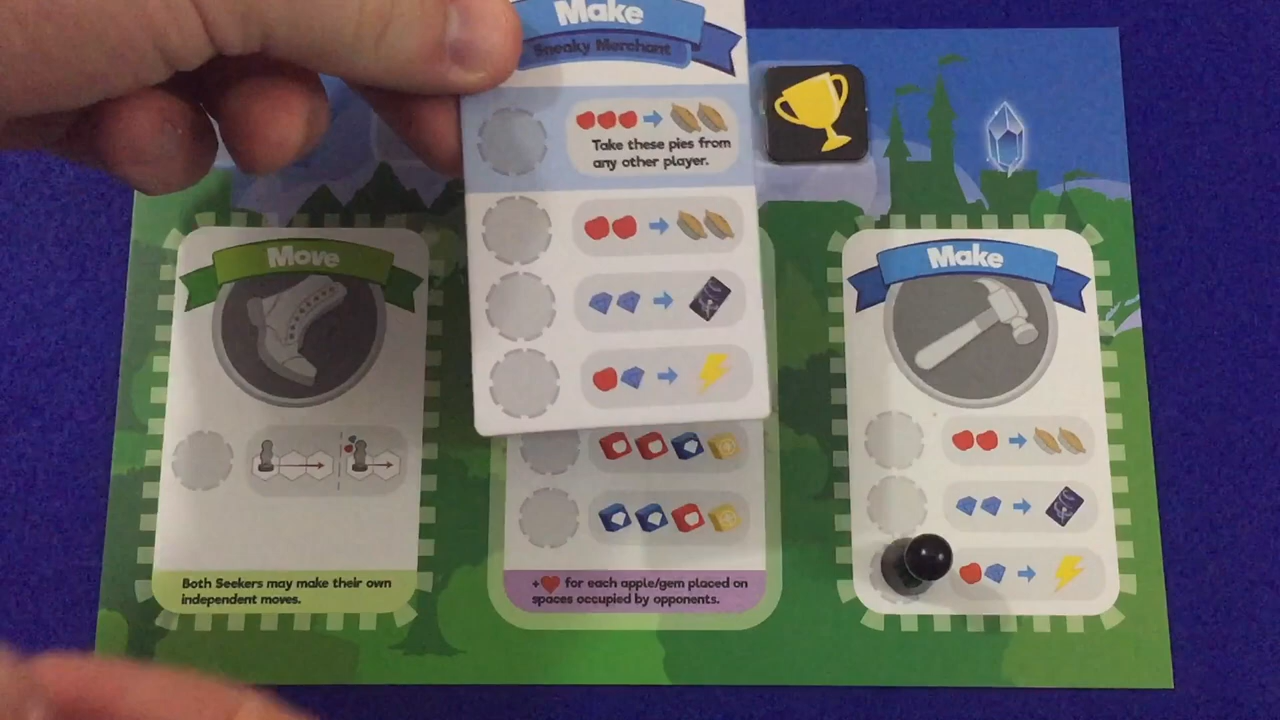 Make
Sneaky Merchant
Take these pies from
any other player.
Move
Both Seekers may make their own
independent moves.
+ for each apple/gem placed on
spaces occupied by opponents.
Make